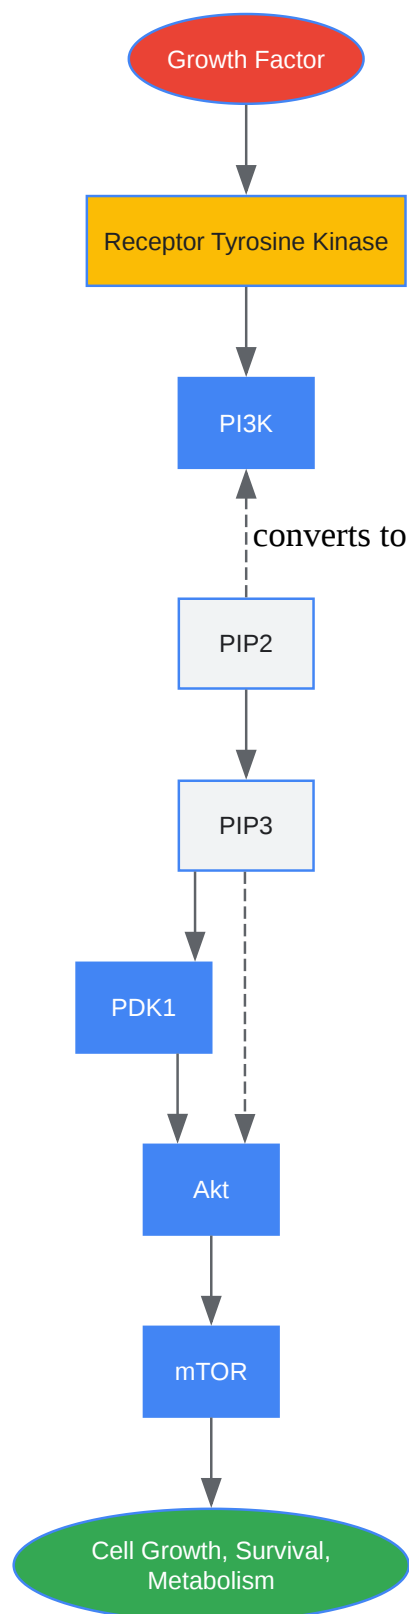 Growth Factor
Receptor Tyrosine Kinase
PI3K
converts to
PIP2
PIP3
PDK1
Akt
mTOR
Cell Growth, Survival,
Metabolism